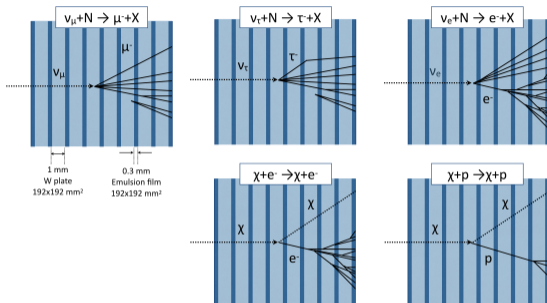 νμ+N → μ⁻+X
μ⁻
νμ
1 mm
W plate
192x192 mm²
0.3 mm
Emulsion film
192x192 mm²
ντ+N → τ⁻+X
τ⁻
ντ
νe+N → e⁻+X
νe
e⁻
χ+e⁻ →χ+e⁻
χ
χ
e⁻
χ+p →χ+p
χ
χ
p